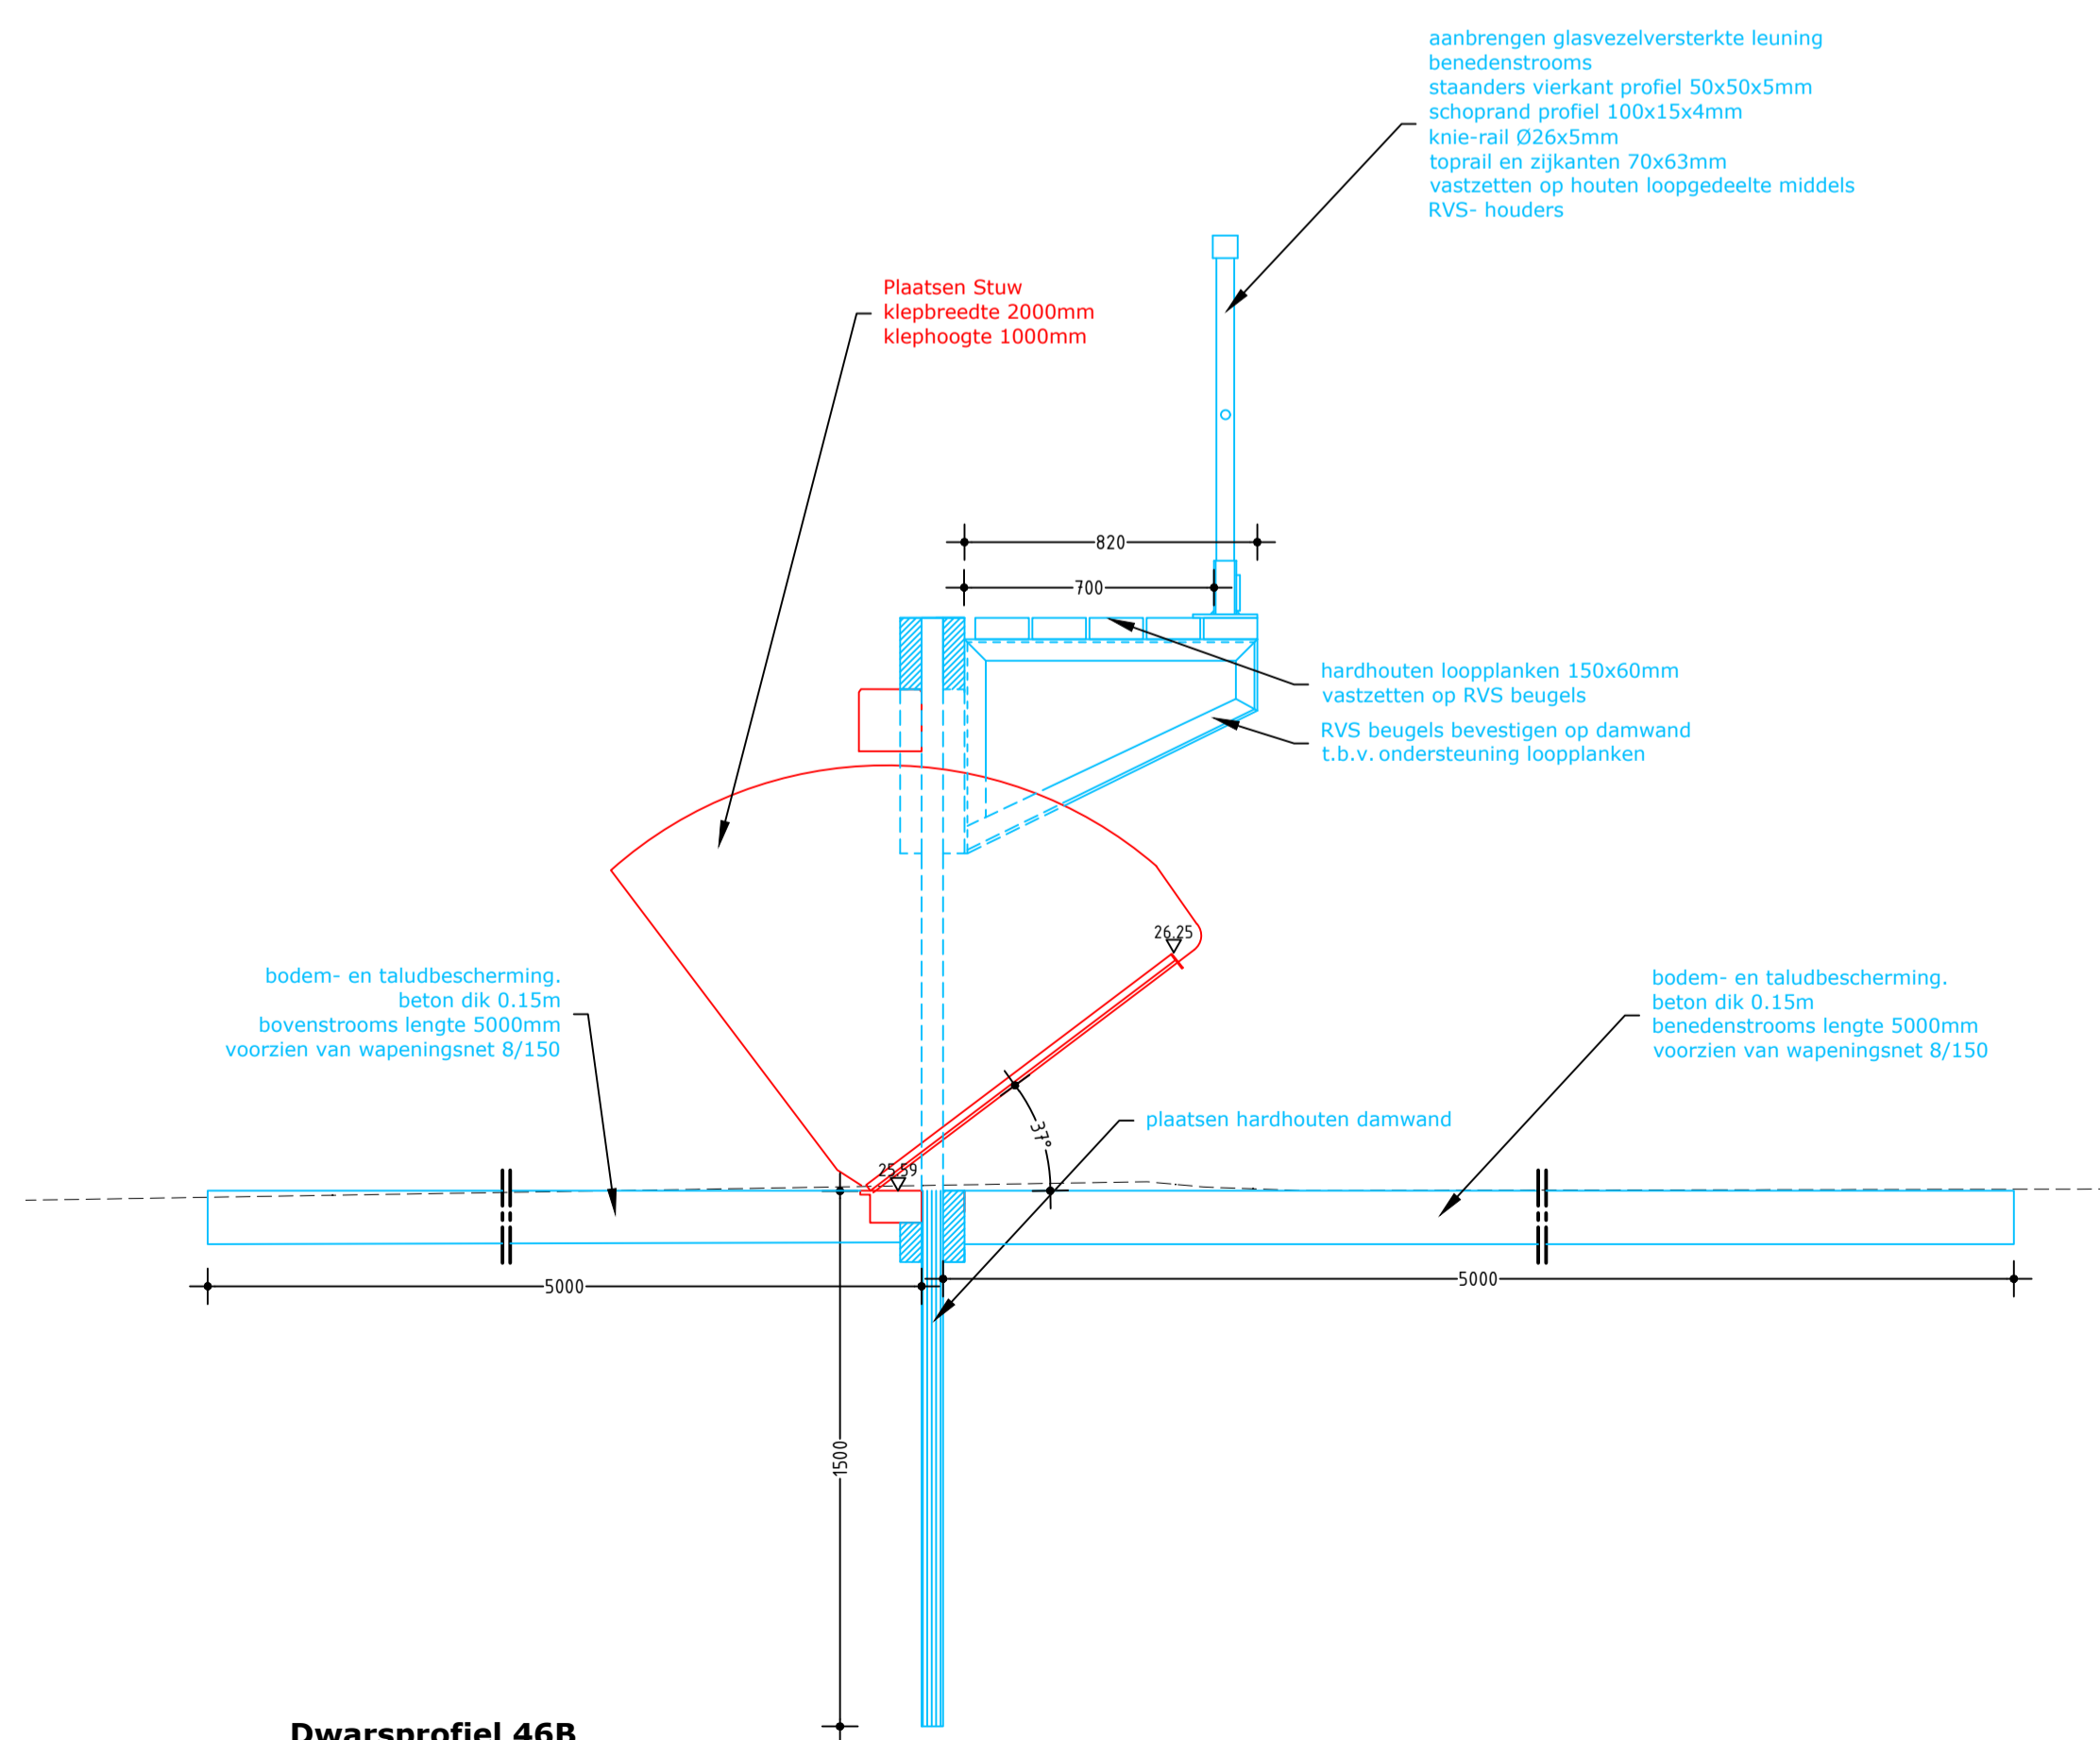 aanbrengen glasvezelversterkte leuning
benedenstrooms
staanders vierkant profiel 50x50x5mm
schoprand profiel 100x15x4mm
knie-rail Ø26x5mm
toprail en zijkanten 70x63mm
vastzetten op houten loopgedeelte middels
RVS- houders
Plaatsen Stuw
klepbreedte 2000mm
klephoogte 1000mm
820
700
hardhouten loopplanken 150x60mm
vastzetten op RVS beugels
RVS beugels bevestigen op damwand
t.b.v. ondersteuning loopplanken
26.25
bodem- en taludbescherming.
beton dik 0.15m
bovenstrooms lengte 5000mm
voorzien van wapeningsnet 8/150
bodem- en taludbescherming.
beton dik 0.15m
benedenstrooms lengte 5000mm
voorzien van wapeningsnet 8/150
plaatsen hardhouten damwand
37°
25.59
5000
5000
1500
Dwarsprofiel 46B